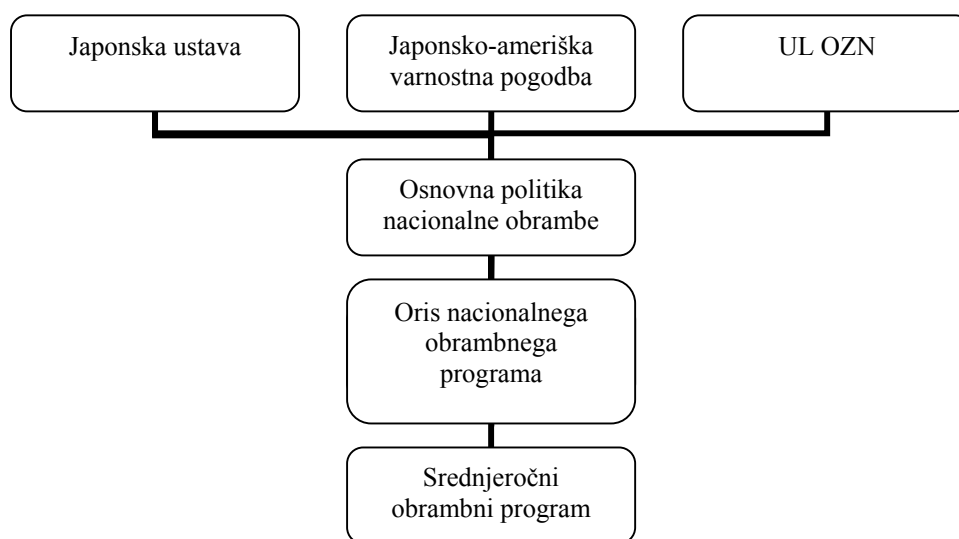 Japonska ustava
Japonsko-ameriška
varnostna pogodba
UL OZN
Osnovna politika
nacionalne obrambe
Oris nacionalnega
obrambnega
programa
Srednjeročni
obrambni program